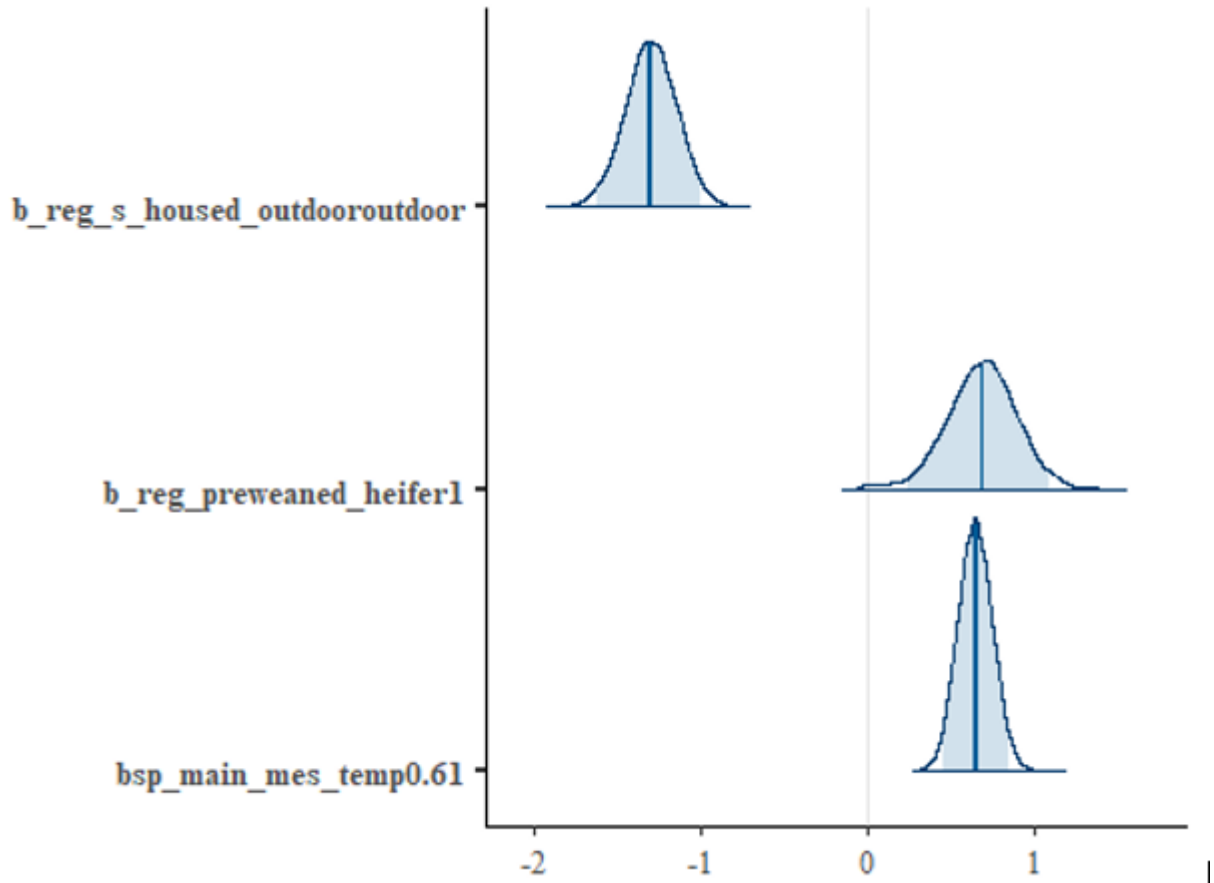 b_reg_s_housed_outdooroutdoor
b_reg_preweaned_heifer1
bsp_main_mes_temp0.61
-2 -1 0 1